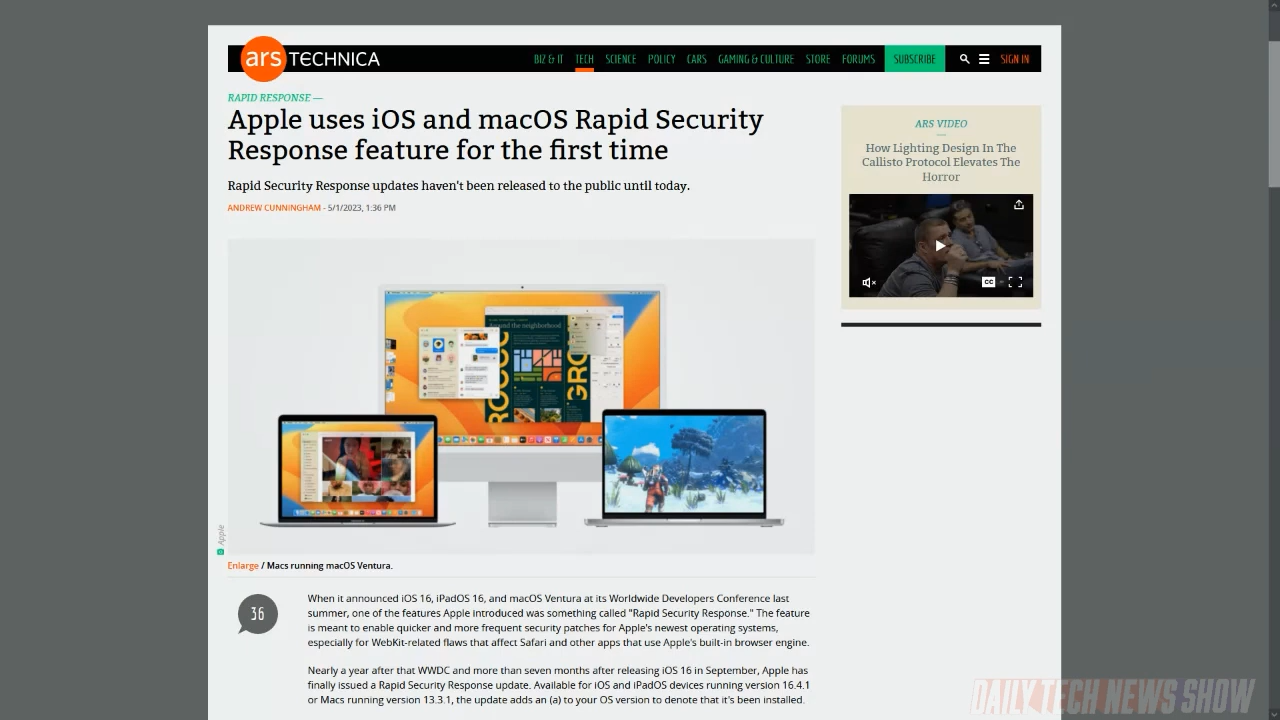 ars TECHNICA
BIZ & IT TECH SCIENCE POLICY CARS GAMING & CULTURE STORE FORUMS SUBSCRIBE SIGN IN
RAPID RESPONSE —
Apple uses iOS and macOS Rapid Security
Response feature for the first time
Rapid Security Response updates haven't been released to the public until today.
ANDREW CUNNINGHAM - 5/1/2023, 1:36 PM
ARS VIDEO
How Lighting Design In The
Callisto Protocol Elevates The
Horror
CC
Around the neighborhood
Apple
Enlarge / Macs running macOS Ventura.
36
When it announced iOS 16, iPadOS 16, and macOS Ventura at its Worldwide Developers Conference last
summer, one of the features Apple introduced was something called "Rapid Security Response." The feature
is meant to enable quicker and more frequent security patches for Apple's newest operating systems,
especially for WebKit-related flaws that affect Safari and other apps that use Apple's built-in browser engine.
Nearly a year after that WWDC and more than seven months after releasing iOS 16 in September, Apple has
finally issued a Rapid Security Response update. Available for iOS and iPadOS devices running version 16.4.1
or Macs running version 13.3.1, the update adds an (a) to your OS version to denote that it's been installed.
DAILY TECH NEWS SHOW